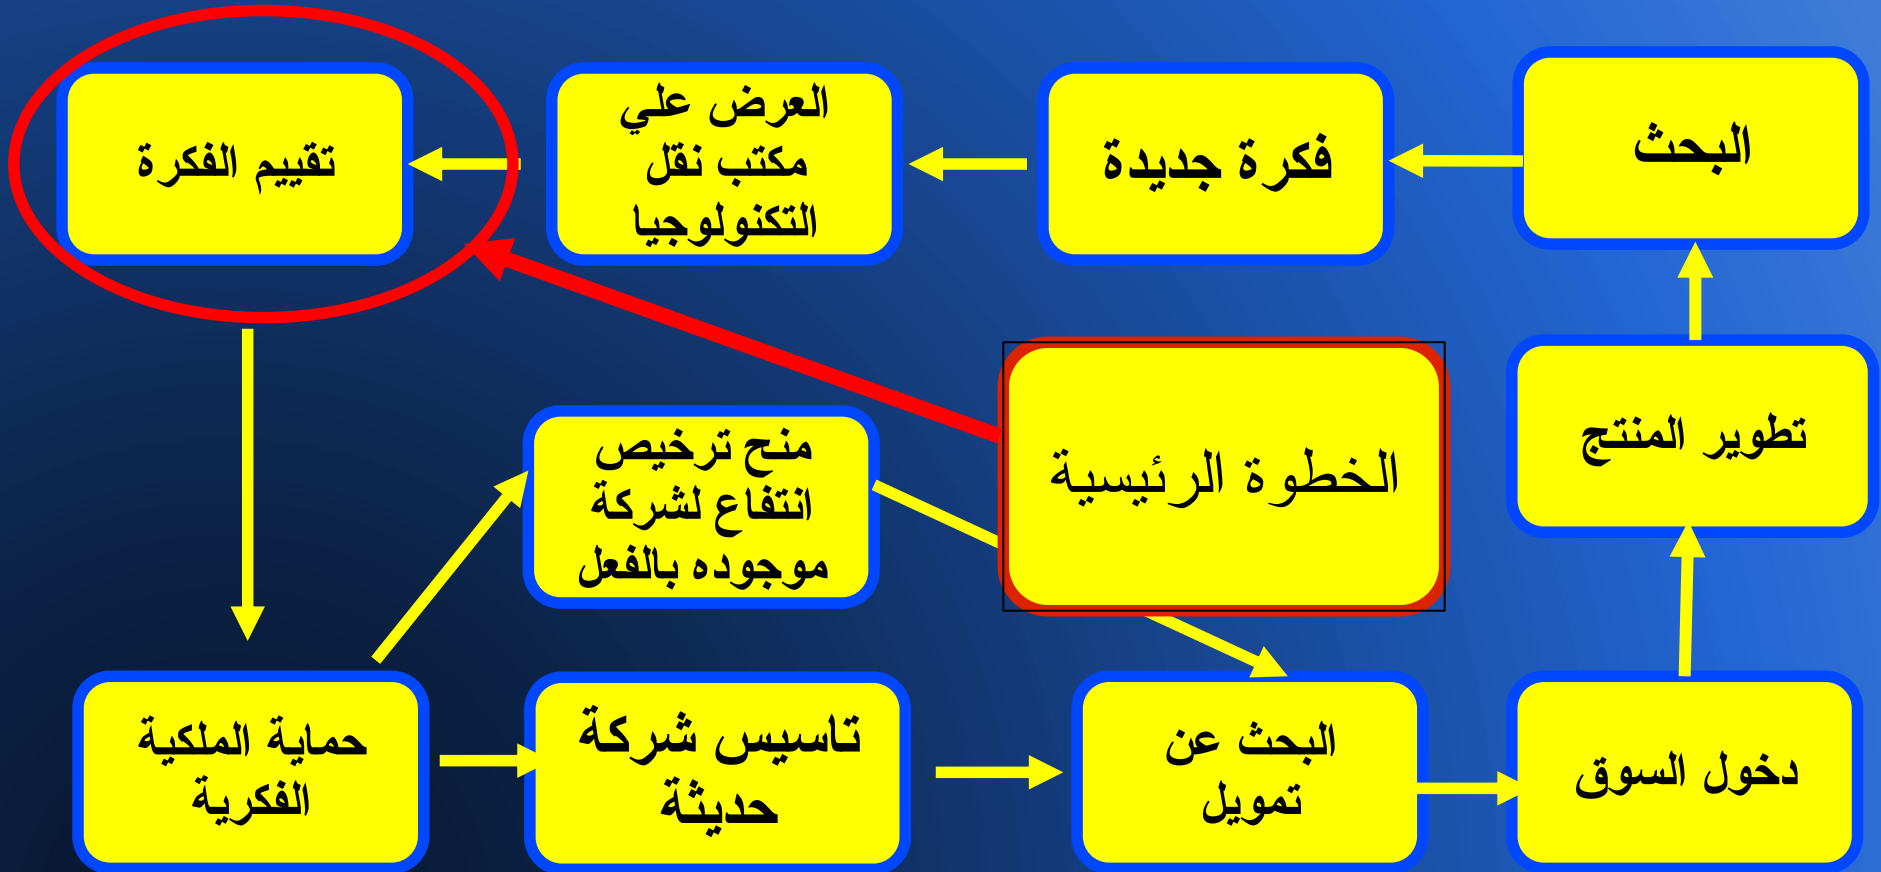 البحث
فكرة جديدة
العرض علي
مكتب نقل
التكنولوجيا
تقييم الفكرة
الخطوة الرئيسية
تطوير المنتج
منح ترخيص
انتفاع لشركة
موجوده بالفعل
حماية الملكية
الفكرية
تاسيس شركة
حديثة
البحث عن
تمويل
دخول السوق